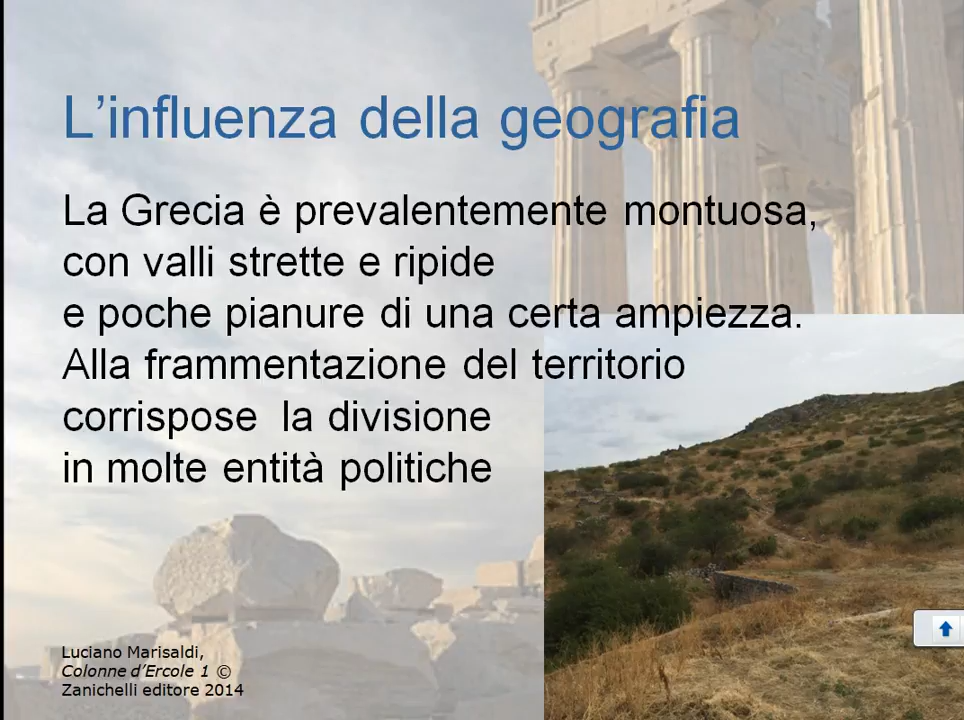 L’influenza della geografia
La Grecia è prevalentemente montuosa,
con valli strette e ripide
e poche pianure di una certa ampiezza.
Alla frammentazione del territorio
corrispose  la divisione
in molte entità politiche
Luciano Marisaldi,
Colonne d’Ercole 1 ©
Zanichelli editore 2014